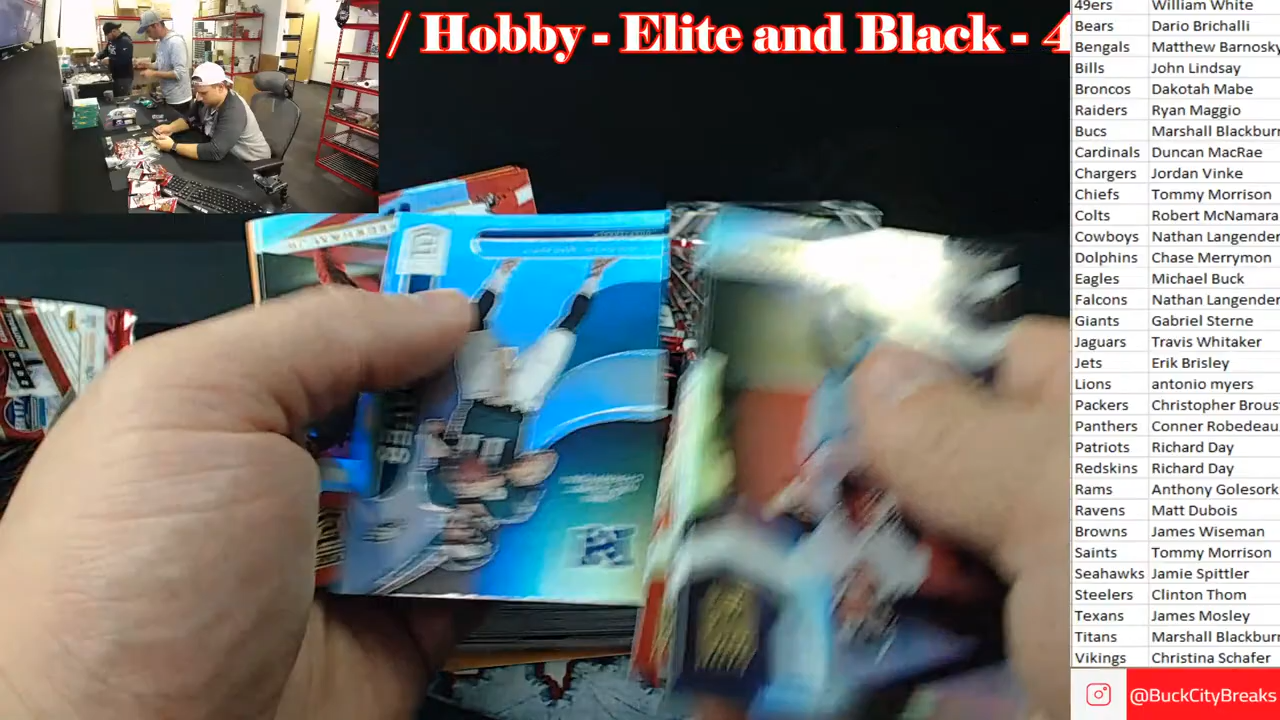 / Hobby - Elite and Black - 4
49ers William White
Bears Dario Brichalli
Bengals Matthew Barnosky
Bills John Lindsay
Broncos Dakotah Mabe
Raiders Ryan Maggio
Bucs Marshall Blackburn
Cardinals Duncan MacRae
Chargers Jordan Vinke
Chiefs Tommy Morrison
Colts Robert McNamara
Cowboys Nathan Langender
Dolphins Chase Merrymon
Eagles Michael Buck
Falcons Nathan Langender
Giants Gabriel Sterne
Jaguars Travis Whitaker
Jets Erik Brisley
Lions antonio myers
Packers Christopher Brous
Panthers Conner Robedeau
Patriots Richard Day
Redskins Richard Day
Rams Anthony Golesork
Ravens Matt Dubois
Browns James Wiseman
Saints Tommy Morrison
Seahawks Jamie Spittler
Steelers Clinton Thom
Texans James Mosley
Titans Marshall Blackburn
Vikings Christina Schafer
@BuckCityBreaks